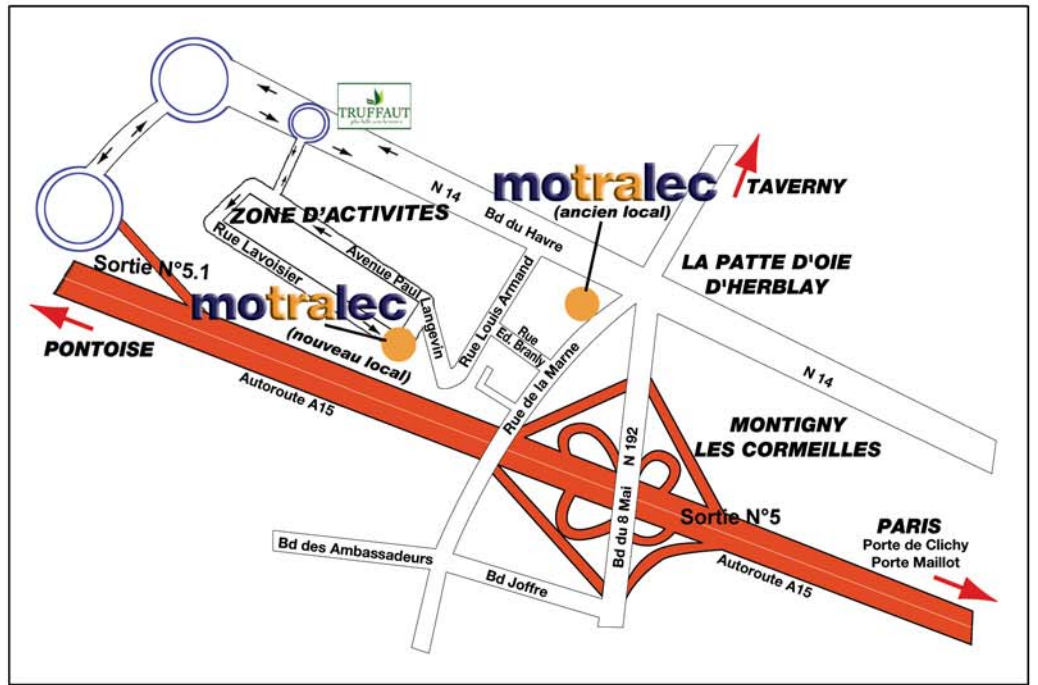 TRUFFAUT
N 14
motralec
(ancien local)
TAVERNY
ZONE D'ACTIVITES
Bd du Havre
Rue Lavoisier
Avenue Paul Langevin
Rue Louis Armand
LA PATTE D'OIE
D'HERBLAY
Sortie N°5.1
motralec
(nouveau local)
PONTOISE
Rue
Ed. Branly
Rue de la Marne
Autoroute A15
N 14
MONTIGNY
LES CORMEILLES
N 192
Bd du 8 Mai
Sortie N°5
PARIS
Porte de Clichy
Porte Maillot
Bd des Ambassadeurs
Bd Joffre
Autoroute A15